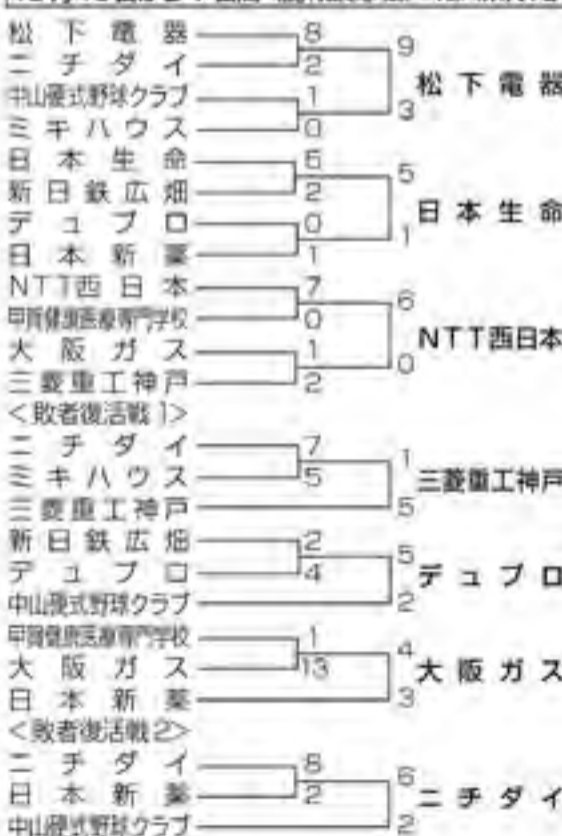 松下電器 8
ニチダイ 2
9
松下電器
中山硬式野球クラブ 1
3
ミキハウス 0
日本生命 6
5
新日鉄広畑 2
日本生命
デュプロ 0
1
日本新薬 1
NTT西日本 7
6
甲賀健康医療専門学校 0
NTT西日本
大阪ガス 1
0
三菱重工神戸 2
<敗者復活戦1>
ニチダイ 7
1
ミキハウス 5
三菱重工神戸
三菱重工神戸
5
新日鉄広畑 2
5
デュプロ 4
デュプロ
中山硬式野球クラブ
2
甲賀健康医療専門学校 1
4
大阪ガス 13
大阪ガス
日本新薬
3
<敗者復活戦2>
ニチダイ 8
6
日本新薬 2
ニチダイ
中山硬式野球クラブ
2